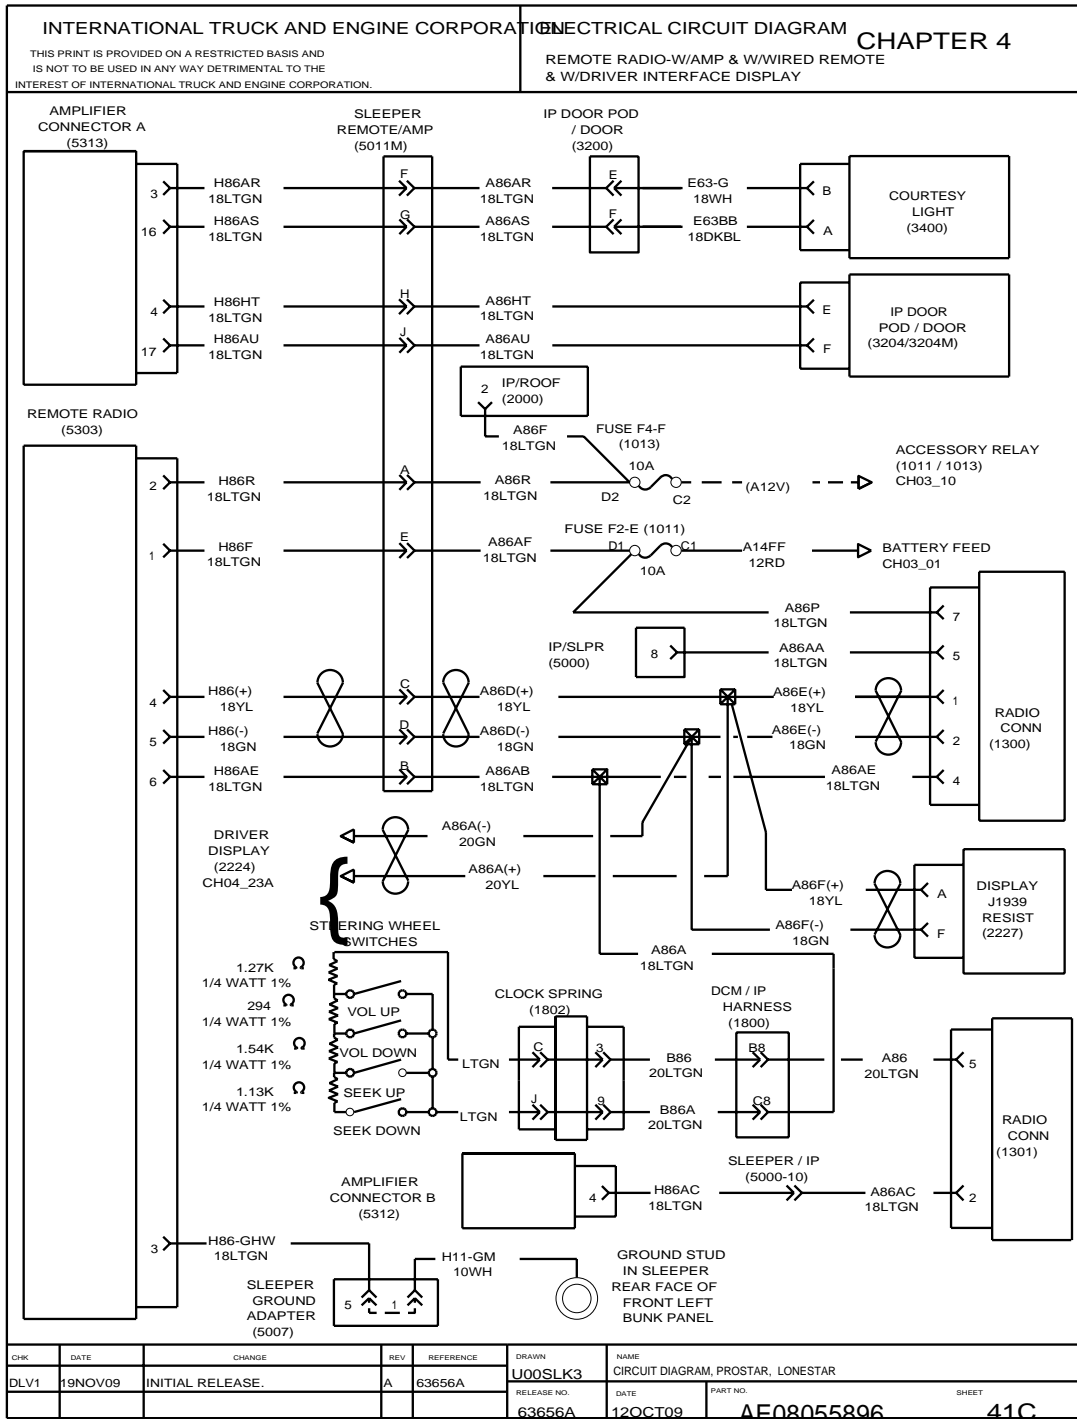 INTERNATIONAL TRUCK AND ENGINE CORPORATION
THIS PRINT IS PROVIDED ON A RESTRICTED BASIS AND
IS NOT TO BE USED IN ANY WAY DETRIMENTAL TO THE
INTEREST OF INTERNATIONAL TRUCK AND ENGINE CORPORATION.
ELECTRICAL CIRCUIT DIAGRAM
CHAPTER 4
REMOTE RADIO-W/AMP & W/WIRED REMOTE
& W/DRIVER INTERFACE DISPLAY
AMPLIFIER
CONNECTOR A
(5313)
SLEEPER
REMOTE/AMP
(5011M)
IP DOOR POD
/ DOOR
(3200)
3
H86AR
18LTGN
F
A86AR
18LTGN
E
E63-G
18WH
B
16
H86AS
18LTGN
G
A86AS
18LTGN
F
E63BB
18DKBL
A
COURTESY
LIGHT
(3400)
4
H86HT
18LTGN
H
A86HT
18LTGN
E
17
H86AU
18LTGN
J
A86AU
18LTGN
F
IP DOOR
POD / DOOR
(3204/3204M)
2
IP/ROOF
(2000)
REMOTE RADIO
(5303)
A86F
18LTGN
FUSE F4-F
(1013)
10A
2
H86R
18LTGN
A
A86R
18LTGN
D2
C2
(A12V)
ACCESSORY RELAY
(1011 / 1013)
CH03_10
1
H86F
18LTGN
E
A86AF
18LTGN
FUSE F2-E (1011)
D1
C1
10A
A14FF
12RD
BATTERY FEED
CH03_01
A86P
18LTGN
7
IP/SLPR
(5000)
8
A86AA
18LTGN
5
4
H86(+)
18YL
C
A86D(+)
18YL
A86E(+)
18YL
1
5
H86(-)
18GN
D
A86D(-)
18GN
A86E(-)
18GN
2
6
H86AE
18LTGN
B
A86AB
18LTGN
A86AE
18LTGN
4
RADIO
CONN
(1300)
DRIVER
DISPLAY
(2224)
CH04_23A
A86A(-)
20GN
A86A(+)
20YL
A86F(+)
18YL
A
A86F(-)
18GN
F
DISPLAY
J1939
RESIST
(2227)
{
STEERING WHEEL
SWITCHES
A86A
18LTGN
1.27K Ω
1/4 WATT 1%
VOL UP
294 Ω
1/4 WATT 1%
VOL DOWN
1.54K Ω
1/4 WATT 1%
SEEK UP
1.13K Ω
1/4 WATT 1%
SEEK DOWN
CLOCK SPRING
(1802)
DCM / IP
HARNESS
(1800)
LTGN
C
3
B86
20LTGN
B8
A86
20LTGN
5
LTGN
J
9
B86A
20LTGN
C8
RADIO
CONN
(1301)
AMPLIFIER
CONNECTOR B
(5312)
4
H86AC
18LTGN
SLEEPER / IP
(5000-10)
A86AC
18LTGN
2
3
H86-GHW
18LTGN
H11-GM
10WH
SLEEPER
GROUND
ADAPTER
(5007)
5
1
GROUND STUD
IN SLEEPER
REAR FACE OF
FRONT LEFT
BUNK PANEL
CHK DATE CHANGE REV REFERENCE
DLV1 19NOV09 INITIAL RELEASE. A 63656A
DRAWN
U00SLK3
NAME
CIRCUIT DIAGRAM, PROSTAR, LONESTAR
RELEASE NO.
63656A
DATE
12OCT09
PART NO.
AE08055896
SHEET
41C